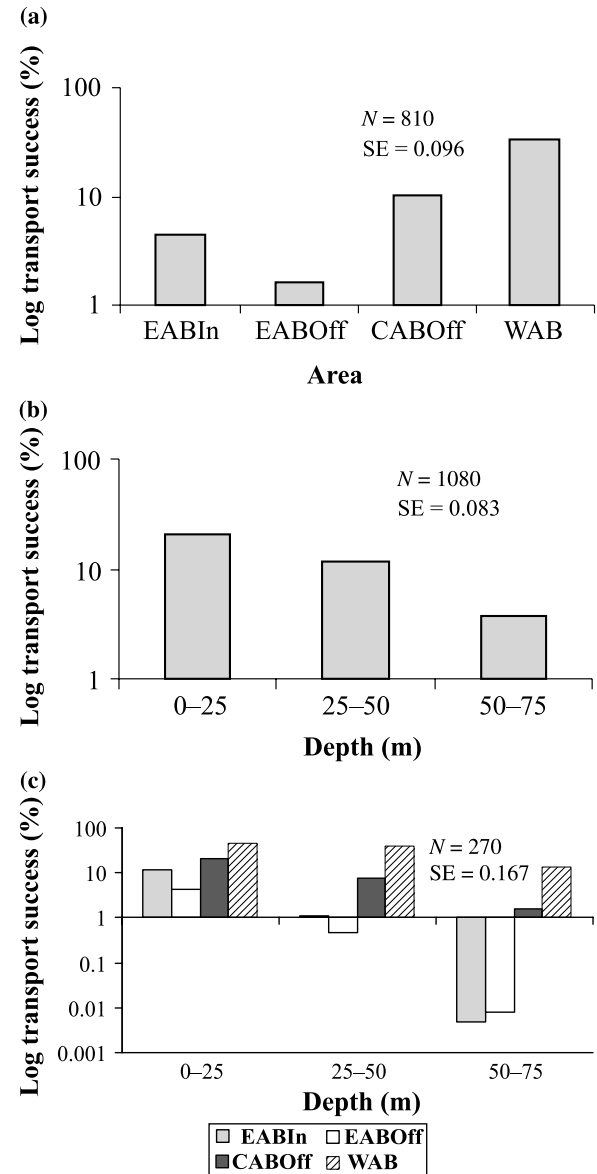 (a)
Log transport success (%)
100
10
1
N = 810
SE = 0.096
EABIn EABOff CABOff WAB
Area
(b)
Log transport success (%)
100
10
1
N = 1080
SE = 0.083
0–25 25–50 50–75
Depth (m)
(c)
Log transport success (%)
100
10
1
0.1
0.01
0.001
N = 270
SE = 0.167
0–25 25–50 50–75
Depth (m)
EABIn EABOff
CABOff WAB